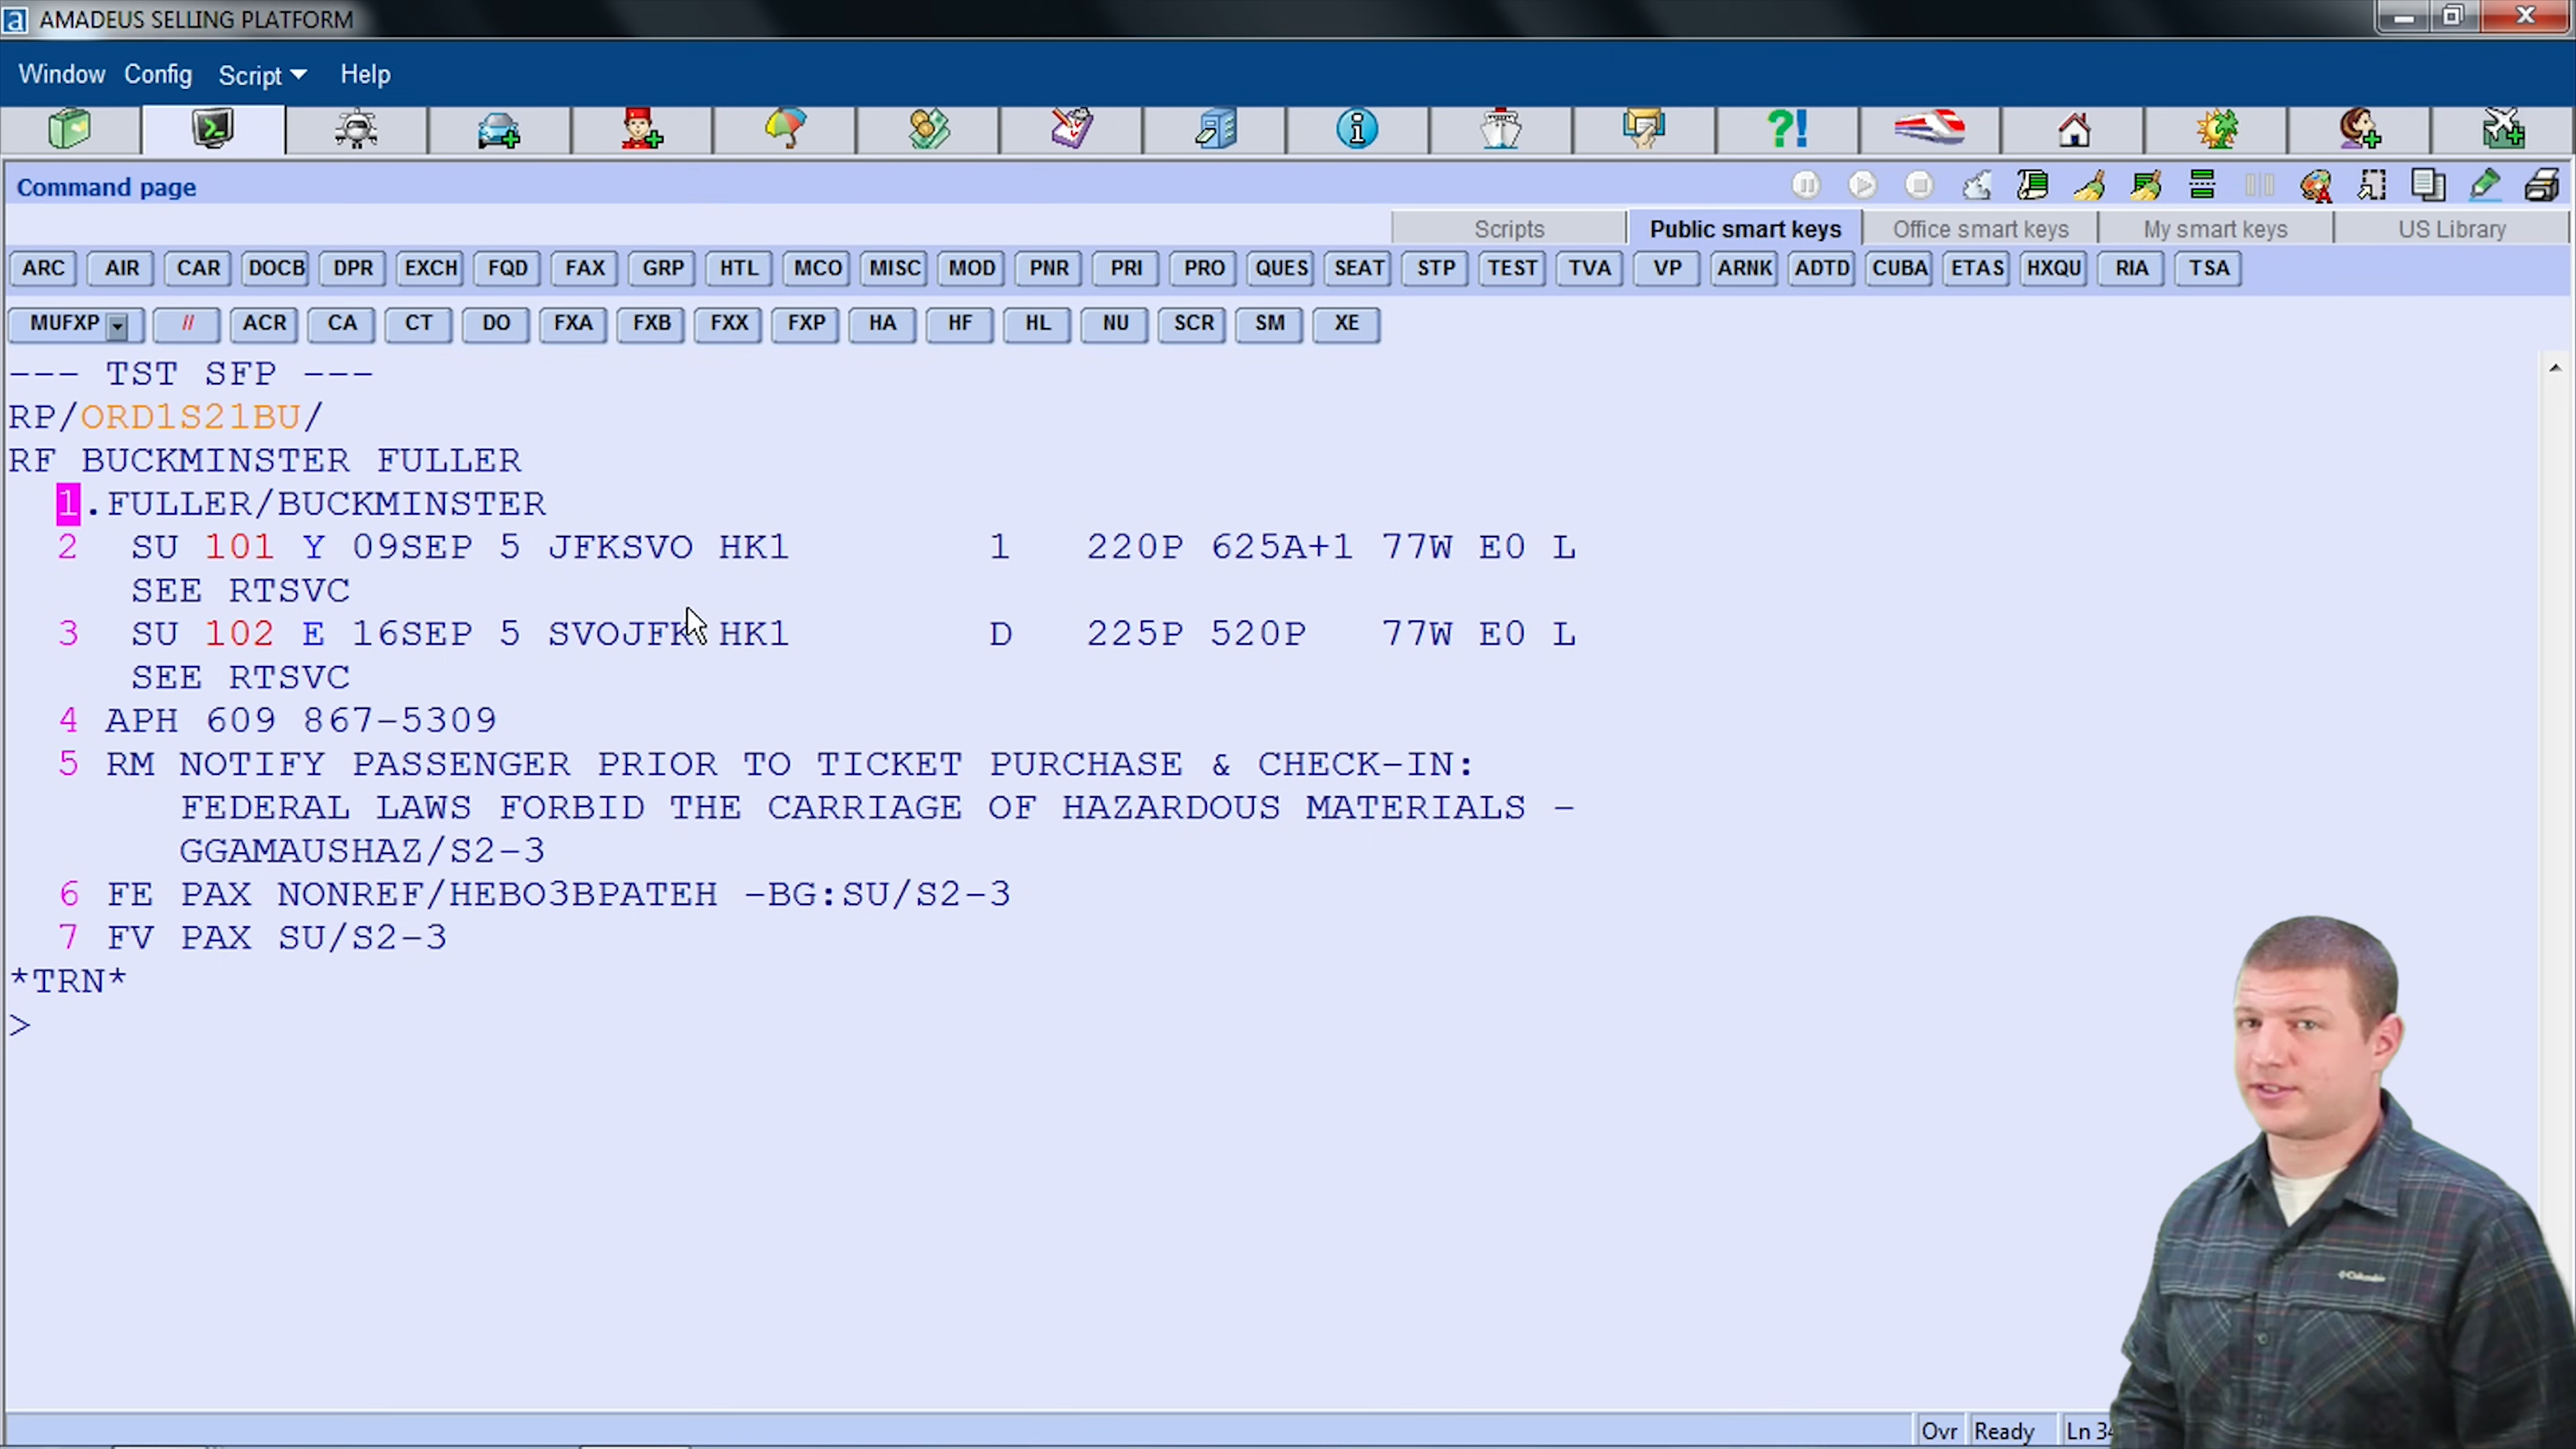 AMADEUS SELLING PLATFORM
Window Config Script Help
Command page
Scripts Public smart keys Office smart keys My smart keys US Library
ARC AIR CAR DOCB DPR EXCH FQD FAX GRP HTL MCO MISC MOD PNR PRI PRO QUES SEAT STP TEST TVA VP ARNK ADTD CUBA ETAS HXQU RIA TSA
MUFXP // ACR CA CT DO FXA FXB FXX FXP HA HF HL NU SCR SM XE
--- TST SFP ---
RP/ORD1S21BU/
RF BUCKMINSTER FULLER
1.FULLER/BUCKMINSTER
2 SU 101 Y 09SEP 5 JFKSVO HK1 1 220P 625A+1 77W E0 L
SEE RTSVC
3 SU 102 E 16SEP 5 SVOJFK HK1 D 225P 520P 77W E0 L
SEE RTSVC
4 APH 609 867-5309
5 RM NOTIFY PASSENGER PRIOR TO TICKET PURCHASE & CHECK-IN:
FEDERAL LAWS FORBID THE CARRIAGE OF HAZARDOUS MATERIALS -
GGAMAUSHAZ/S2-3
6 FE PAX NONREF/HEBO3BPATEH -BG:SU/S2-3
7 FV PAX SU/S2-3
*TRN*
>
Columbia
Ovr Ready Ln 34